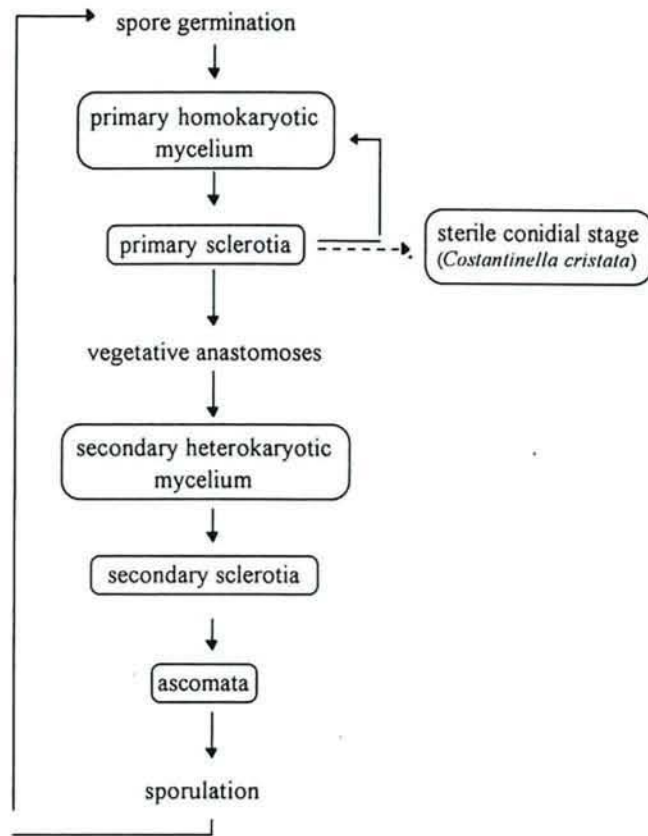 spore germination
primary homokaryotic
mycelium
primary sclerotia
sterile conidial stage
(Costantinella cristata)
vegetative anastomoses
secondary heterokaryotic
mycelium
secondary sclerotia
ascomata
sporulation